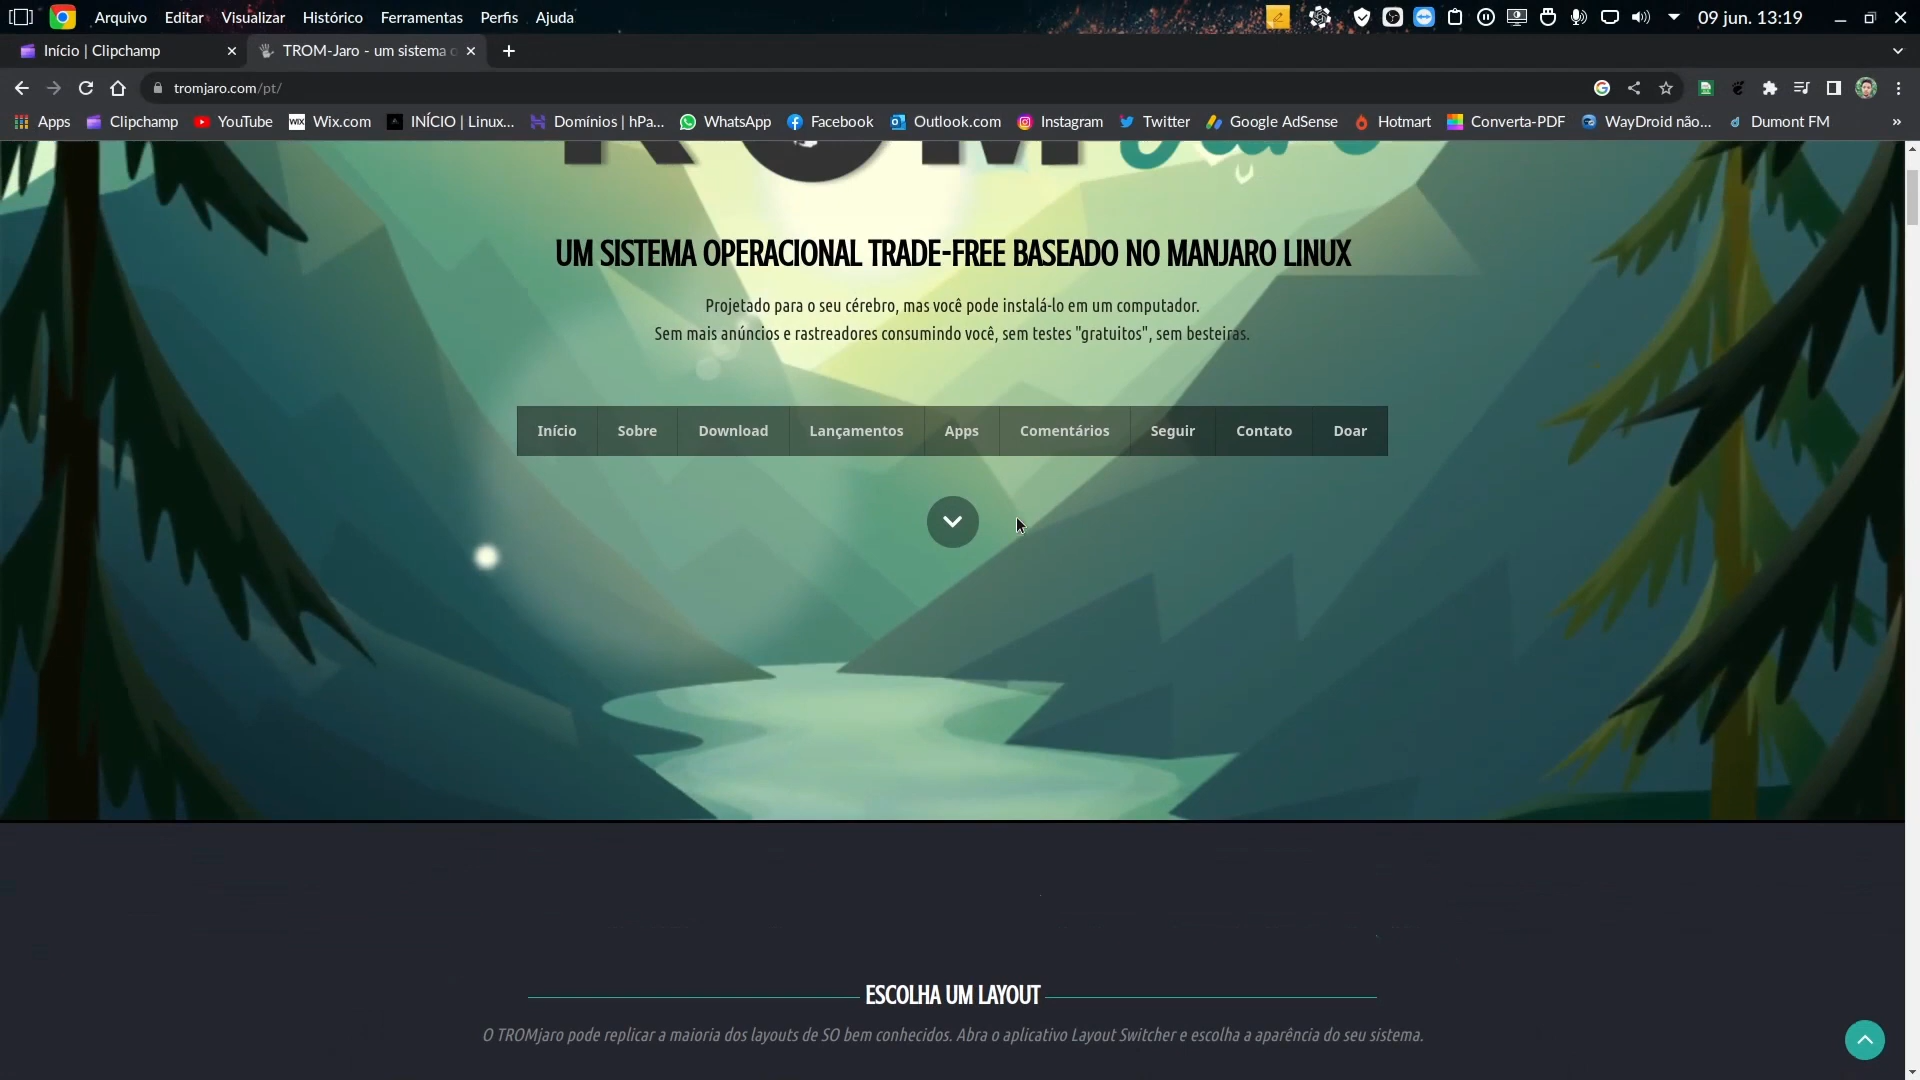 Arquivo Editar Visualizar Histórico Ferramentas Perfis Ajuda 09 jun. 13:19
Início | Clipchamp TROM-Jaro - um sistema
tromjaro.com/pt/
Apps Clipchamp YouTube Wix.com INÍCIO | Linux... Domínios | hPa... WhatsApp Facebook Outlook.com Instagram Twitter Google AdSense Hotmart Converta-PDF WayDroid não... Dumont FM »
UM SISTEMA OPERACIONAL TRADE-FREE BASEADO NO MANJARO LINUX
Projetado para o seu cérebro, mas você pode instalá-lo em um computador.
Sem mais anúncios e rastreadores consumindo você, sem testes "gratuitos", sem besteiras.
Início Sobre Download Lançamentos Apps Comentários Seguir Contato Doar
ESCOLHA UM LAYOUT
O TROMjaro pode replicar a maioria dos layouts de SO bem conhecidos. Abra o aplicativo Layout Switcher e escolha a aparência do seu sistema.